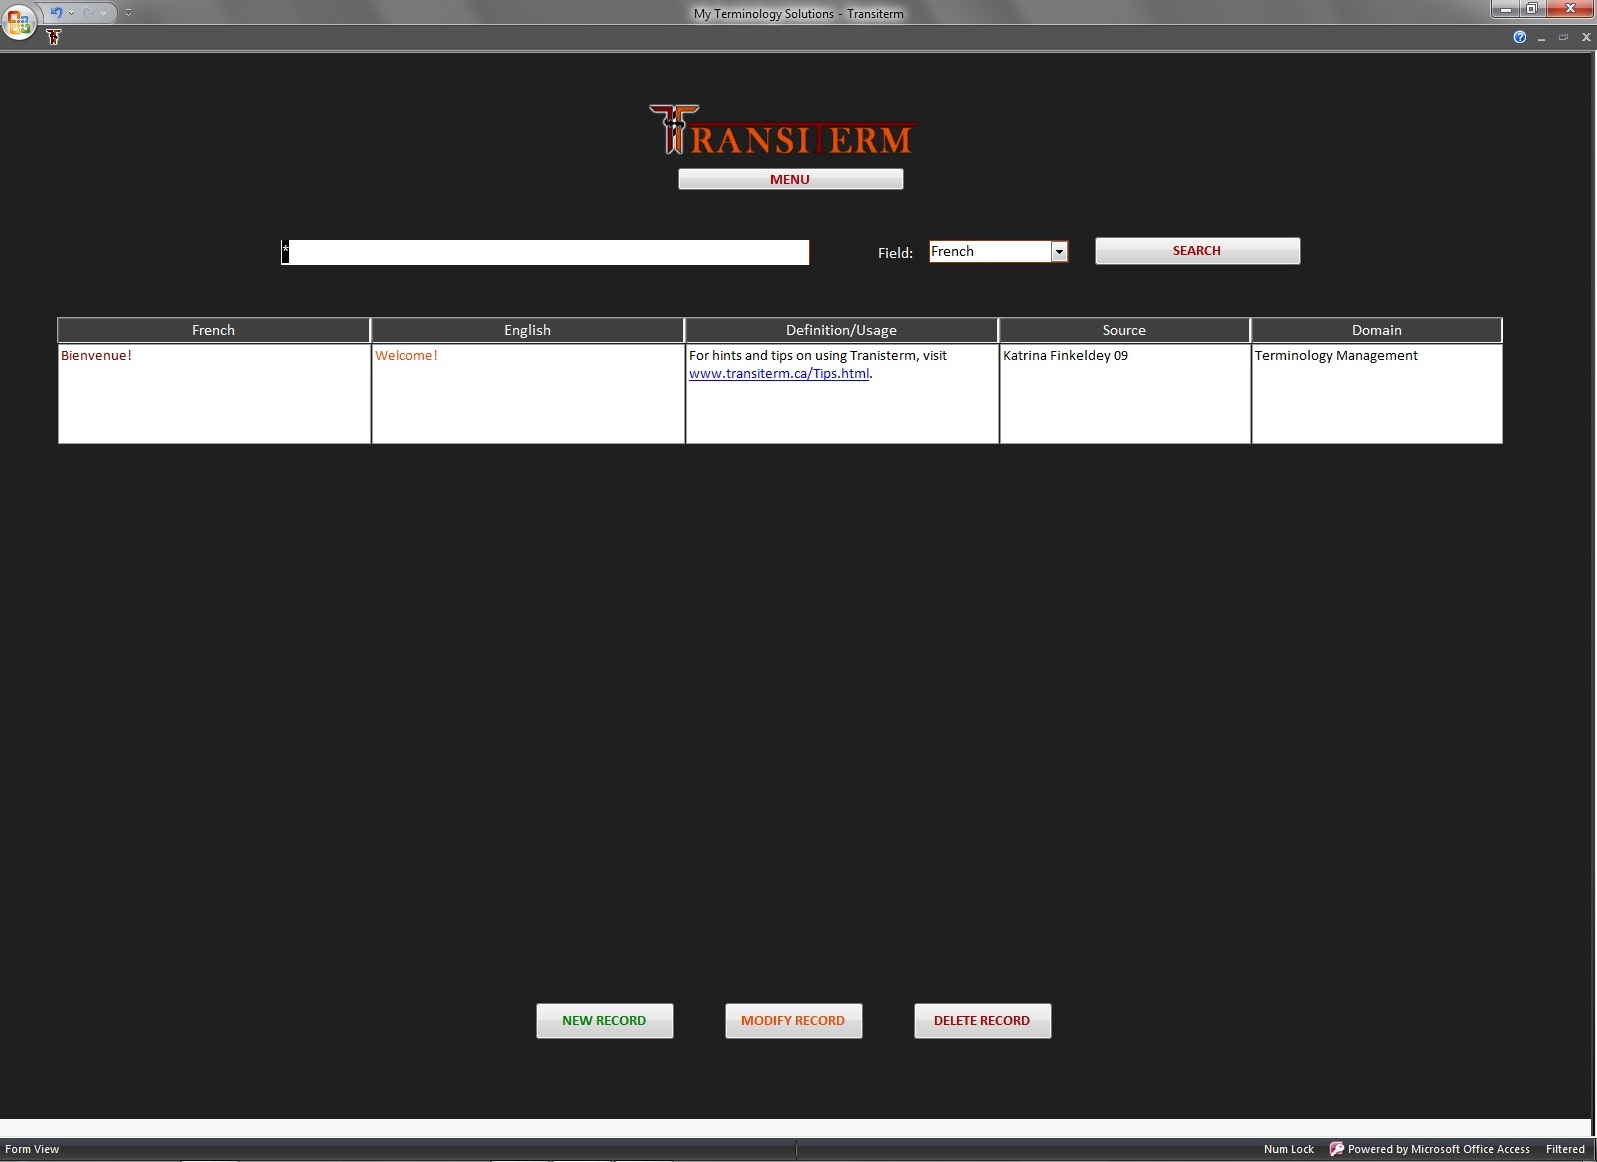 My Terminology Solutions - Transiterm
TRANSITERM
MENU
*
Field:
French
SEARCH
French
English
Definition/Usage
Source
Domain
Bienvenue!
Welcome!
For hints and tips on using Tranisterm, visit
www.transiterm.ca/Tips.html.
Katrina Finkeldey 09
Terminology Management
NEW RECORD
MODIFY RECORD
DELETE RECORD
Form View
Num Lock
Powered by Microsoft Office Access
Filtered